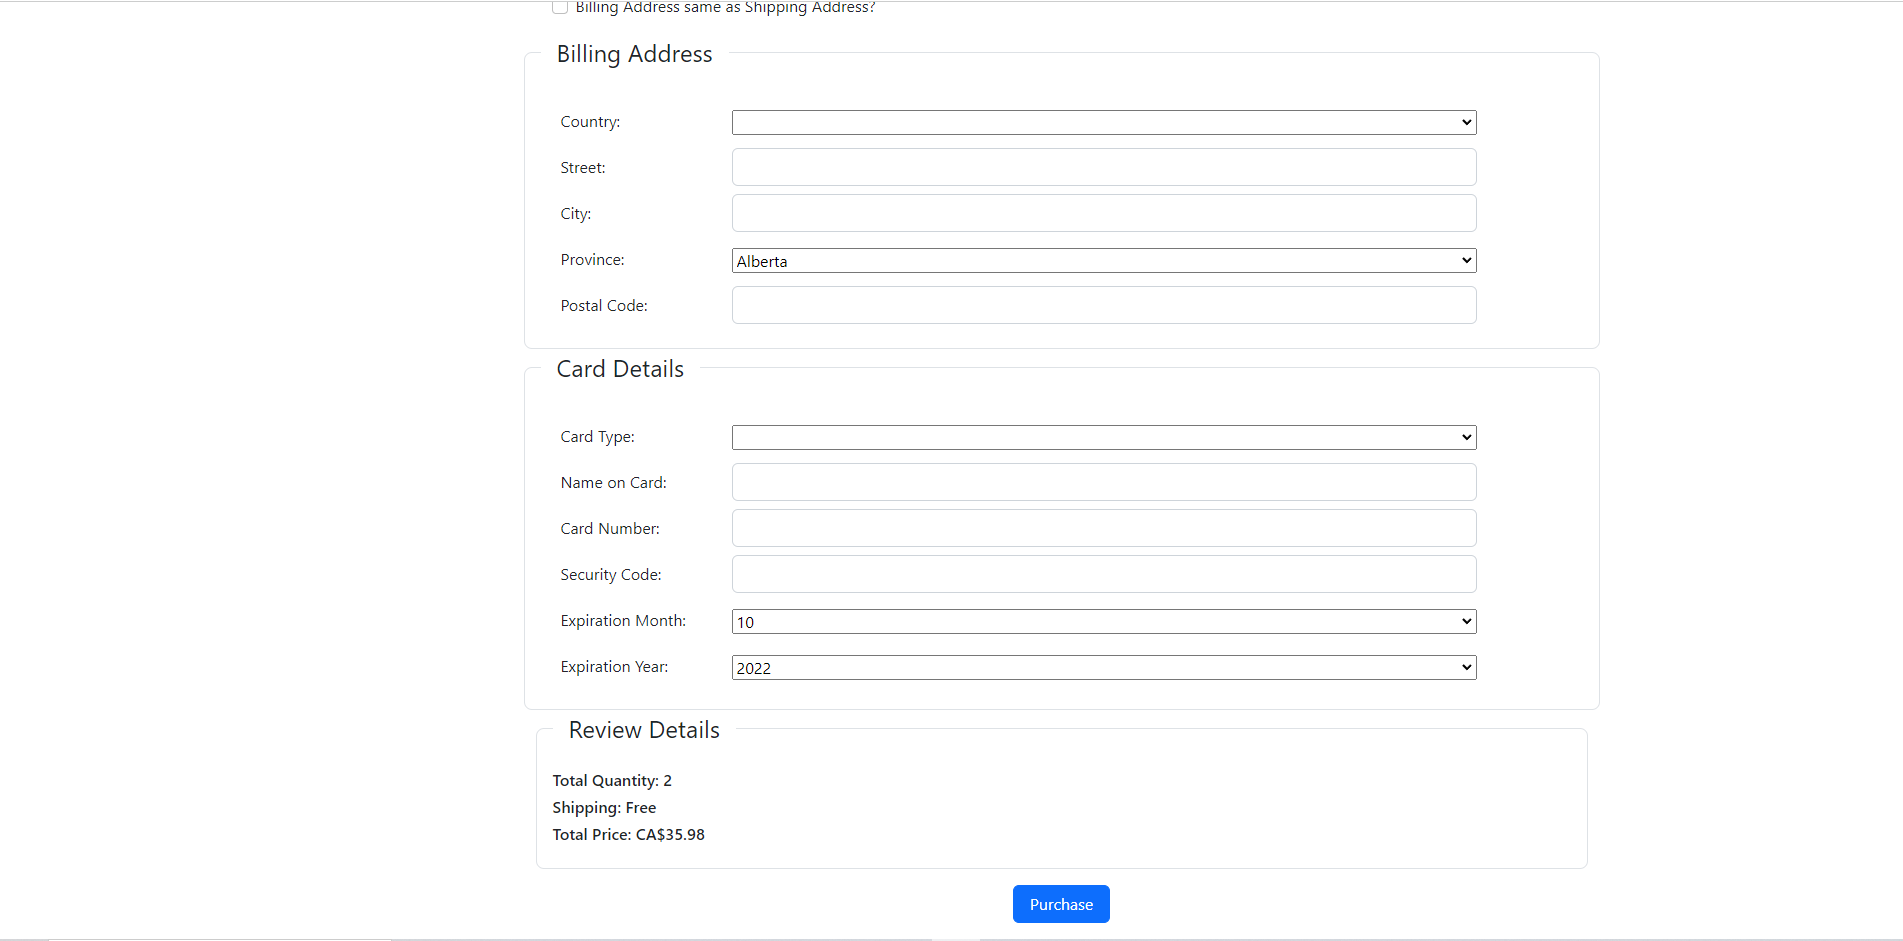 Billing Address same as Shipping Address?
Billing Address
Country:
Street:
City:
Province: Alberta
Postal Code:
Card Details
Card Type:
Name on Card:
Card Number:
Security Code:
Expiration Month: 10
Expiration Year: 2022
Review Details
Total Quantity: 2
Shipping: Free
Total Price: CA$35.98
Purchase